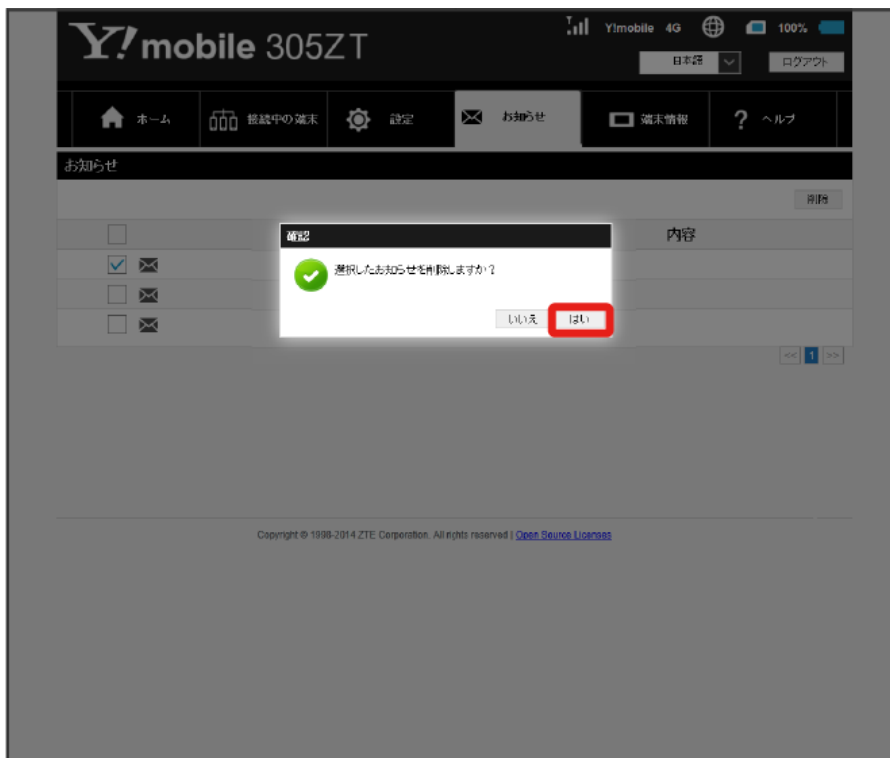 Y! mobile 305ZT
Y!mobile 4G 100%
日本語 ログアウト
ホーム 接続中の端末 設定 お知らせ 端末情報 ? ヘルプ
お知らせ
削除
内容
確認
選択したお知らせを削除しますか?
いいえ はい
<< 1 >>
Copyright © 1998-2014 ZTE Corporation. All rights reserved | Open Source Licenses